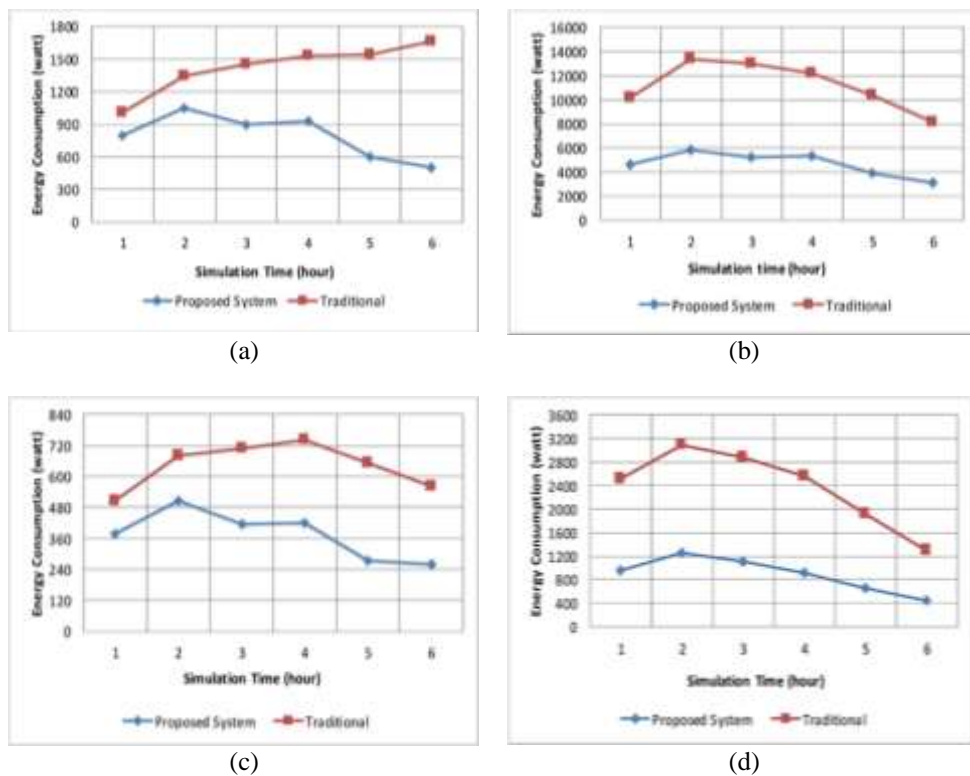 1800
1500
1200
900
600
300
0
Energy Consumption (watt)
1 2 3 4 5 6
Simulation Time (hour)
Proposed System Traditional
(a)
16000
14000
12000
10000
8000
6000
4000
2000
0
Energy Consumption (watt)
1 2 3 4 5 6
Simulation time (hour)
Proposed System Traditional
(b)
840
720
600
480
360
240
120
0
Energy Consumption (watt)
1 2 3 4 5 6
Simulation Time (hour)
Proposed System Traditional
(c)
3600
3200
2800
2400
2000
1600
1200
800
400
Energy Consumption (watt)
1 2 3 4 5 6
Simulation Time (hour)
Proposed System Traditional
(d)